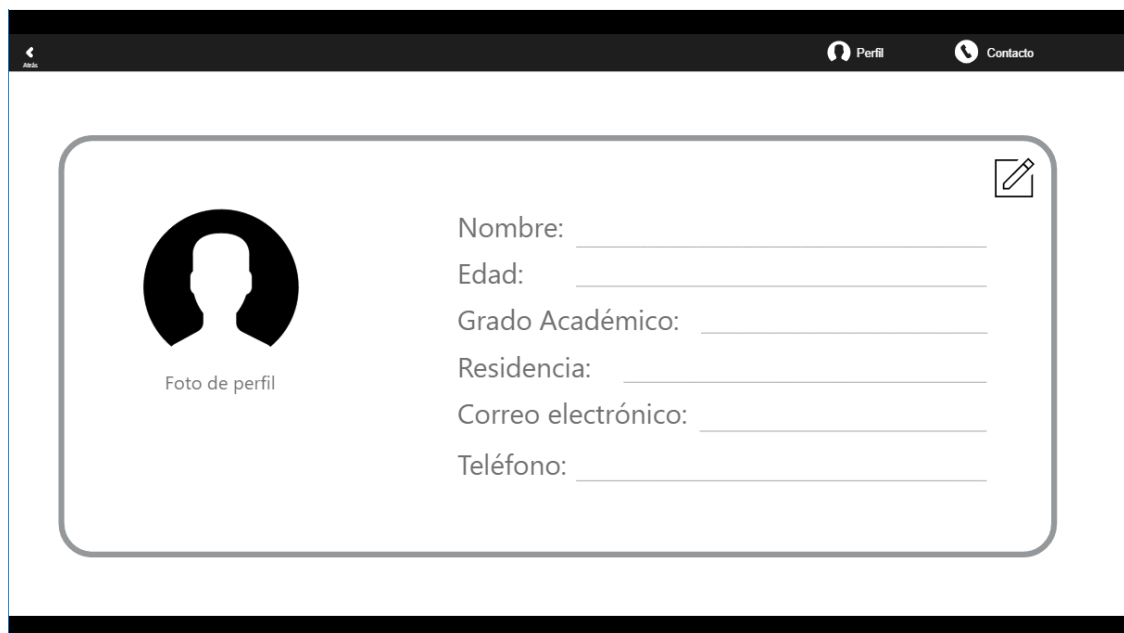 Atrás
Perfil
Contacto
Nombre:
Edad:
Grado Académico:
Residencia:
Correo electrónico:
Teléfono:
Foto de perfil